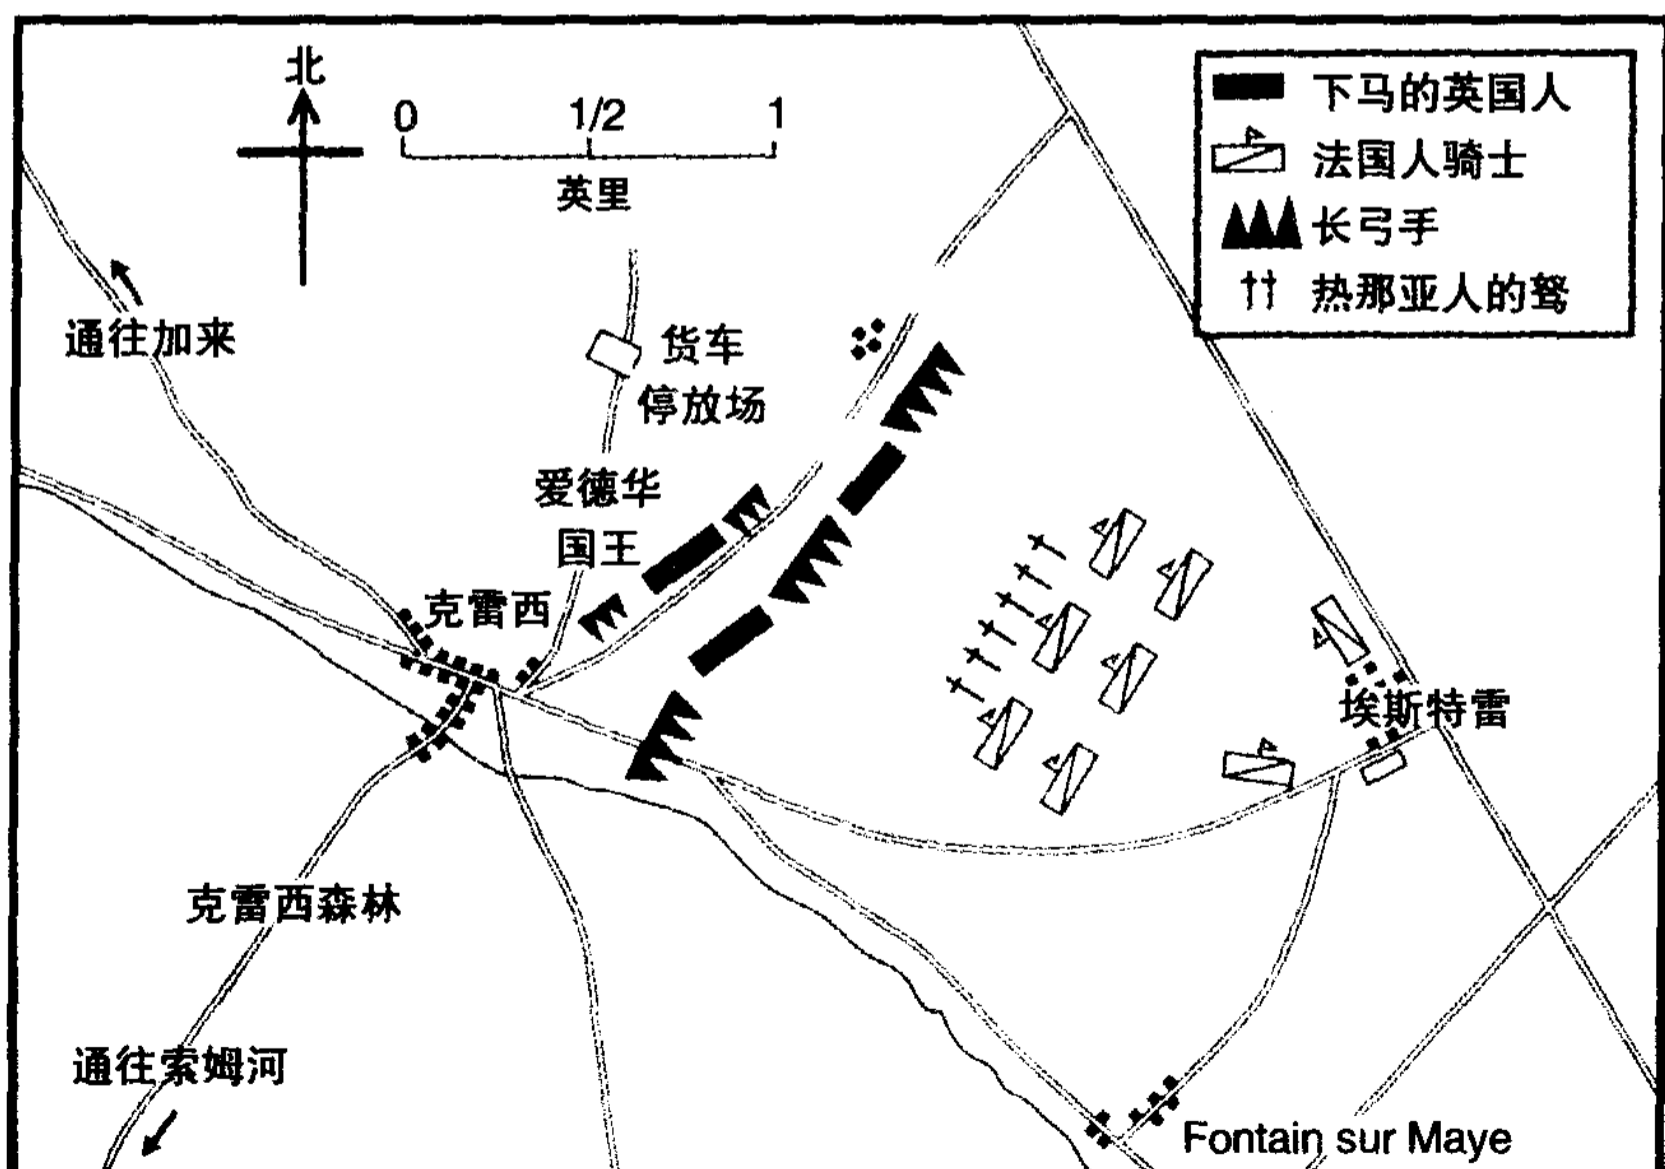 北
0 1/2 1
英里
下马的英国人
法国人骑士
长弓手
热那亚人的弩
通往加来
货车
停放场
爱德华
国王
克雷西
埃斯特雷
克雷西森林
通往索姆河
Fontain sur Maye